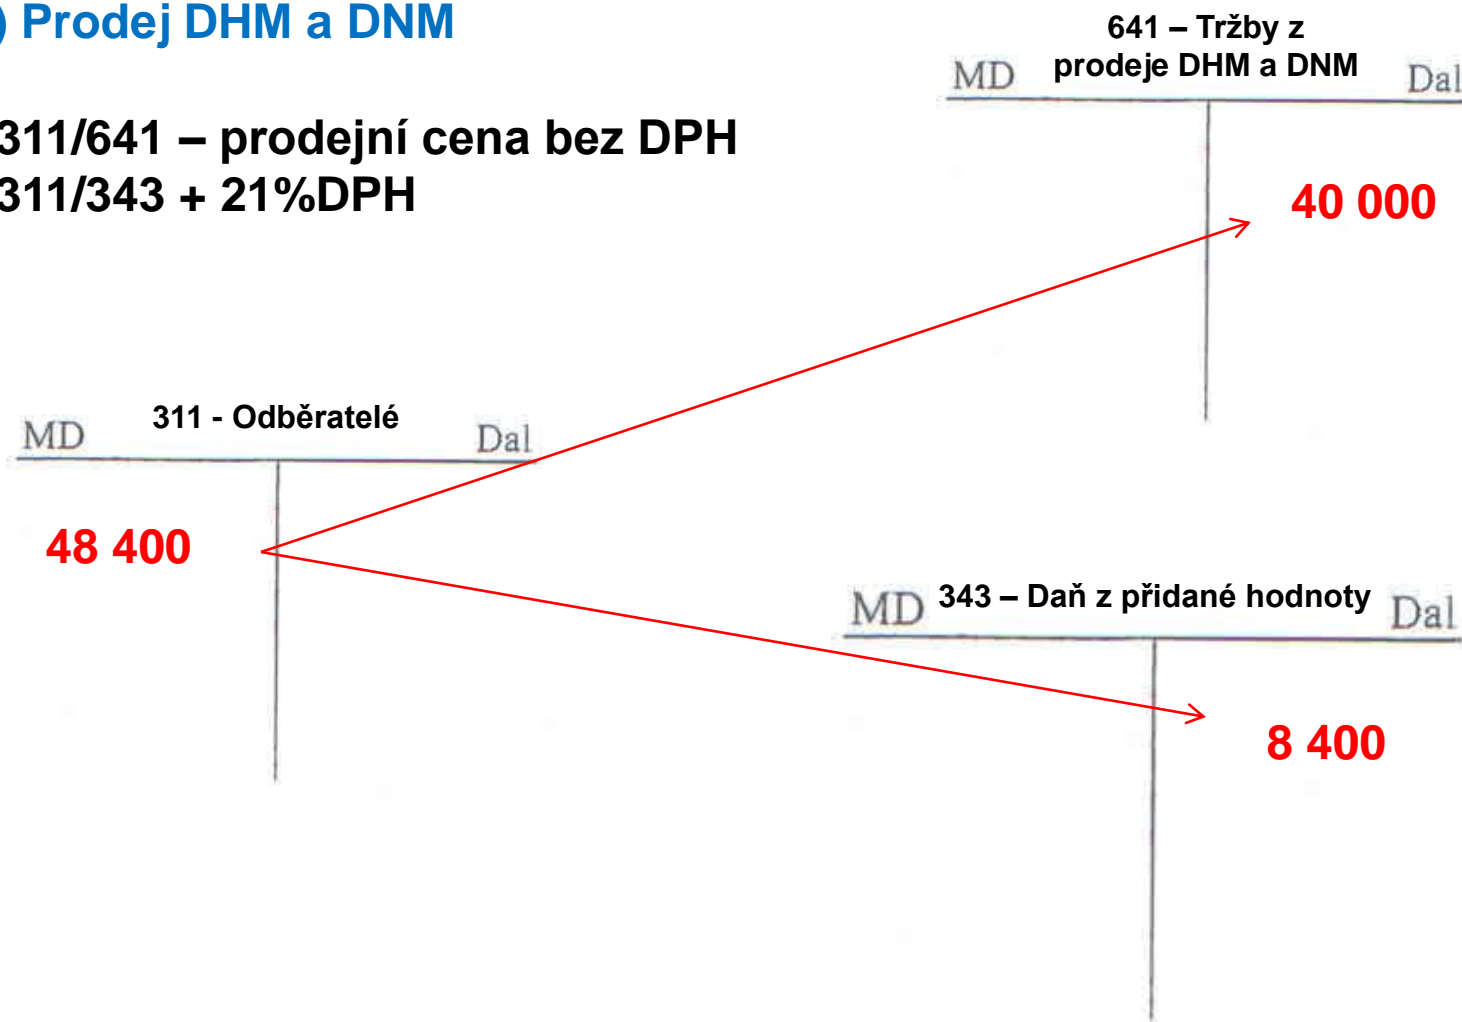 ) Prodej DHM a DNM
311/641 – prodejní cena bez DPH
311/343 + 21%DPH
641 – Tržby z
prodeje DHM a DNM
MD Dal
40 000
311 - Odběratelé
MD Dal
48 400
MD 343 – Daň z přidané hodnoty Dal
8 400